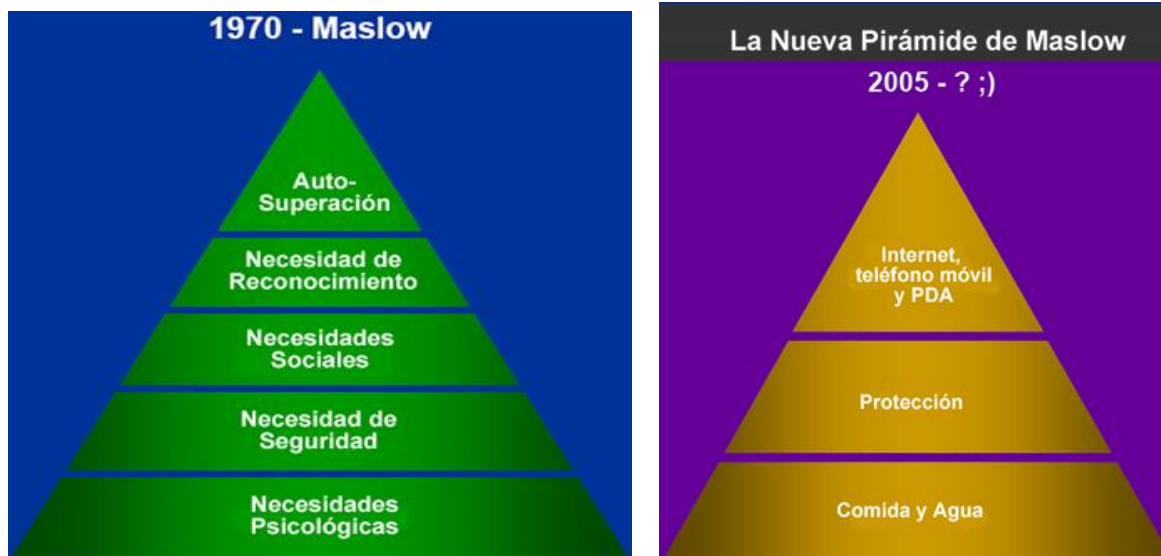 1970 - Maslow
Auto-
Superación
Necesidad de
Reconocimiento
Necesidades
Sociales
Necesidad de
Seguridad
Necesidades
Psicológicas
La Nueva Pirámide de Maslow
2005 - ? ;)
Internet,
teléfono móvil
y PDA
Protección
Comida y Agua